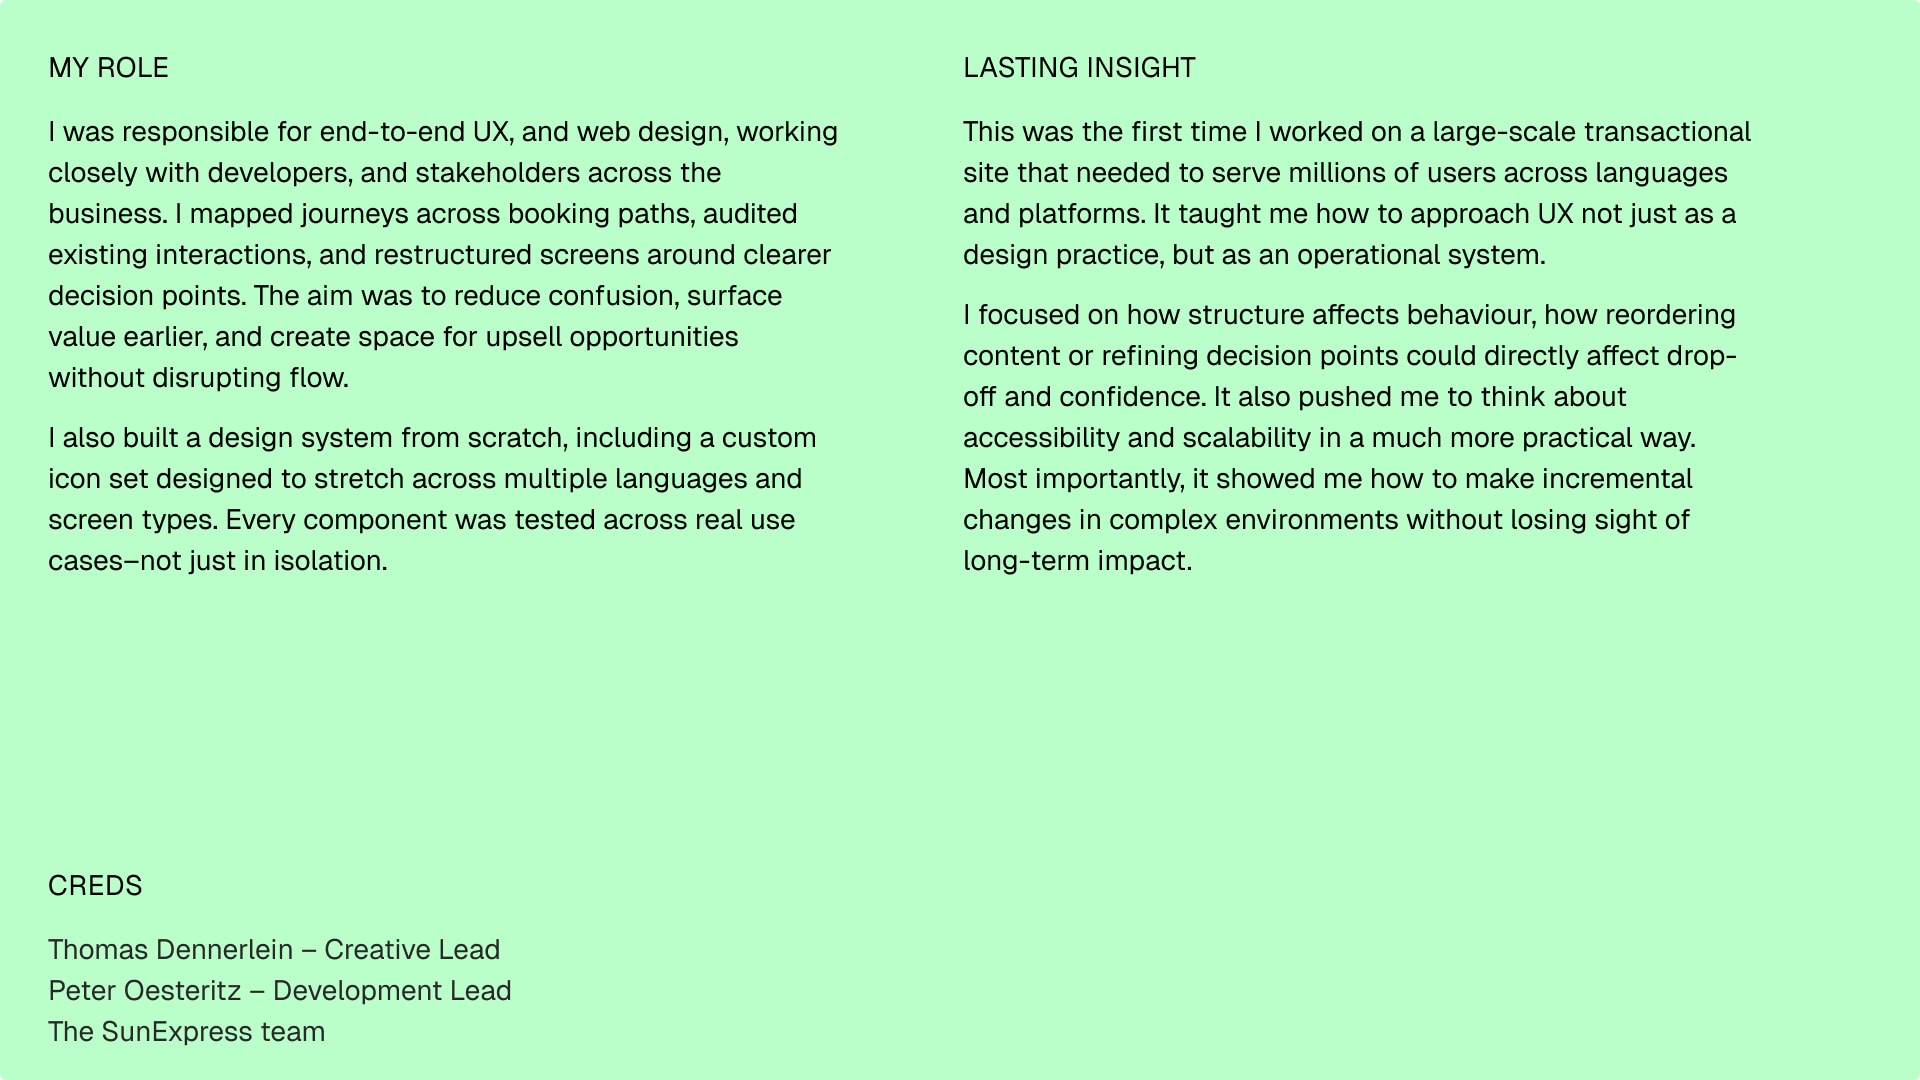 MY ROLE
I was responsible for end-to-end UX, and web design, working
closely with developers, and stakeholders across the
business. I mapped journeys across booking paths, audited
existing interactions, and restructured screens around clearer
decision points. The aim was to reduce confusion, surface
value earlier, and create space for upsell opportunities
without disrupting flow.
I also built a design system from scratch, including a custom
icon set designed to stretch across multiple languages and
screen types. Every component was tested across real use
cases–not just in isolation.
LASTING INSIGHT
This was the first time I worked on a large-scale transactional
site that needed to serve millions of users across languages
and platforms. It taught me how to approach UX not just as a
design practice, but as an operational system.
I focused on how structure affects behaviour, how reordering
content or refining decision points could directly affect drop-
off and confidence. It also pushed me to think about
accessibility and scalability in a much more practical way.
Most importantly, it showed me how to make incremental
changes in complex environments without losing sight of
long-term impact.
CREDS
Thomas Dennerlein – Creative Lead
Peter Oesteritz – Development Lead
The SunExpress team